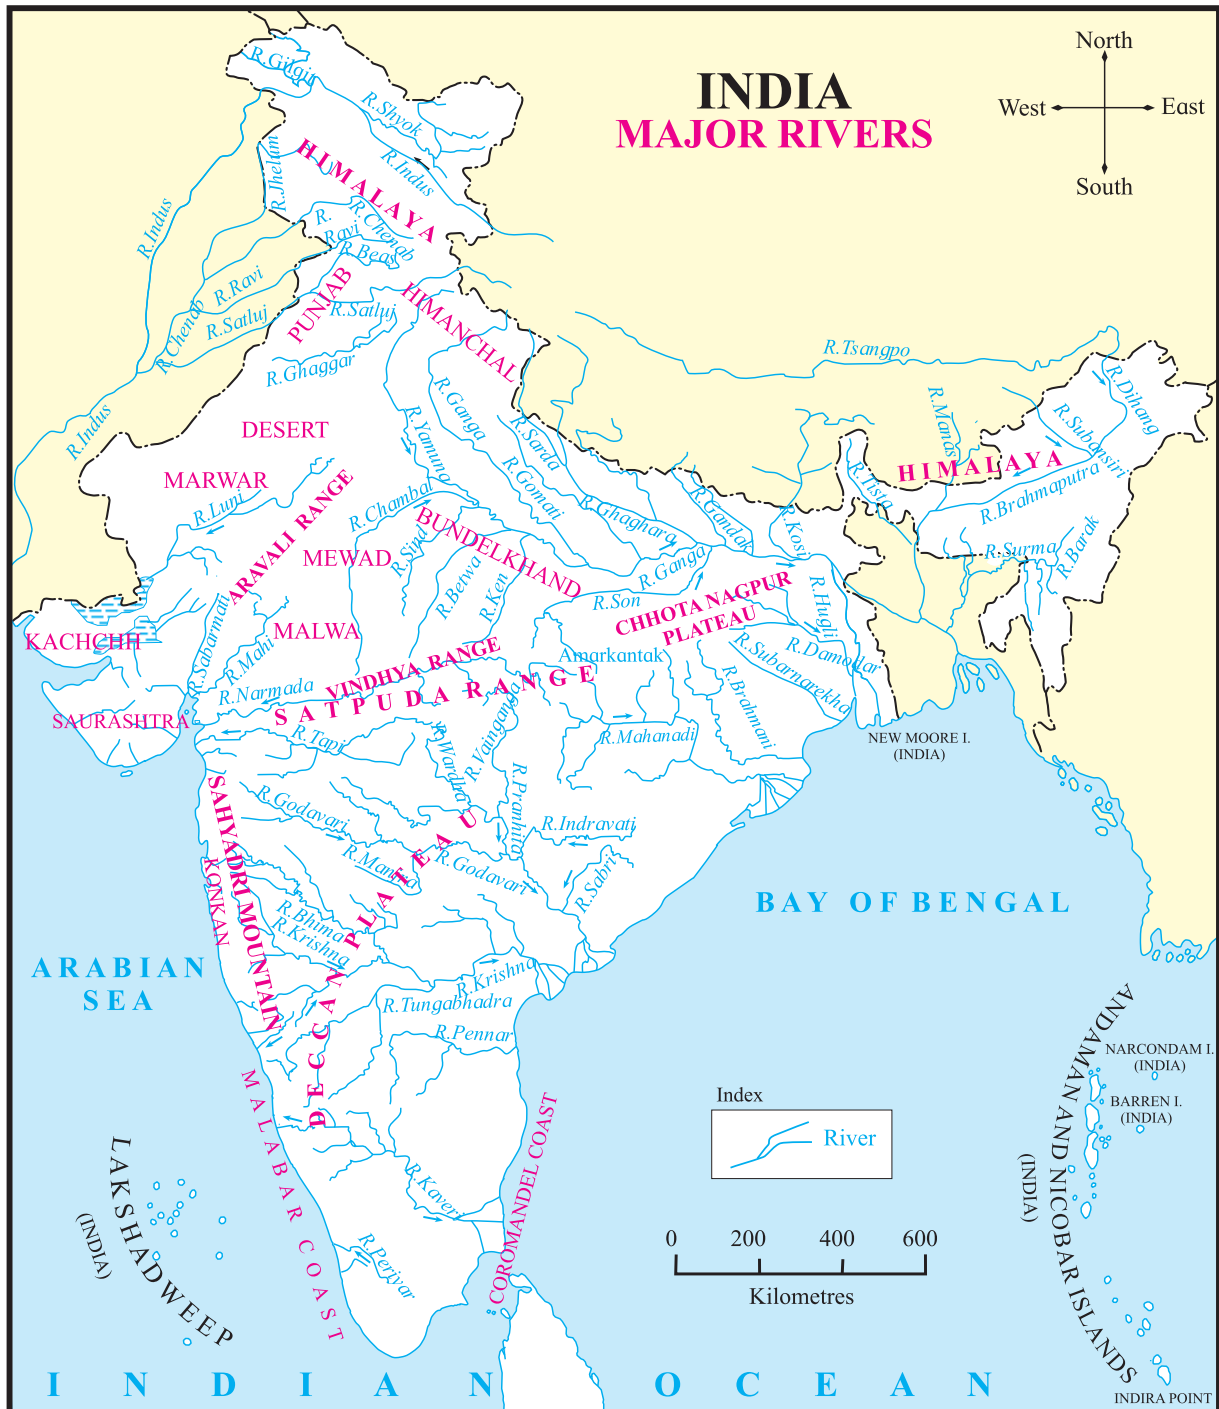 INDIA
MAJOR RIVERS
North
West
East
South
R.Gilgit
R.Shyok
R.Indus
HIMALAYA
R.Jhelum
R.Indus
R.
Ravi
R.Chenab
R.Beas
R.Ravi
R.Chenab
R.Satluj
PUNJAB
R.Satluj
HIMANCHAL
R.Ghaggar
R.Indus
DESERT
MARWAR
R.Luni
ARAVALI RANGE
R.Yamuna
R.Ganga
R.Sarda
R.Gomati
R.Ghaghara
R.Gandak
R.Kosi
R.Tsangpo
R.Dihang
R.Manas
R.Subansiri
HIMALAYA
R.Tista
R.Brahmaputra
R.Surma
R.Barak
R.Chambal
BUNDELKHAND
R.Sind
MEWAD
R.Betwa
R.Ken
R.Ganga
R.Son
CHHOTA NAGPUR
PLATEAU
R.Hugli
R.Damodar
R.Subarnarekha
KACHCHH
R.Sabarmati
R.Mahi
MALWA
VINDHYA RANGE
Amarkantak
R.Narmada
SATPUDA RANGE
SAURASHTRA
R.Tapi
R.Wardha
R.Vainganga
R.Mahanadi
R.Brahmani
NEW MOORE I.
(INDIA)
SAHYADRI MOUNTAIN
KONKAN
R.Godavari
R.Manjra
R.Pranhita
R.Indravati
R.Godavari
R.Sabri
DECCAN PLATEAU
R.Bhima
R.Krishna
R.Krishna
R.Tungabhadra
R.Pennar
BAY OF BENGAL
ARABIAN
SEA
MALABAR COAST
COROMANDEL COAST
R.Kaveri
R.Periyar
LAKSHADWEEP
(INDIA)
ANDAMAN AND NICOBAR ISLANDS
(INDIA)
NARCONDAM I.
(INDIA)
BARREN I.
(INDIA)
INDIRA POINT
Index
River
0 200 400 600
Kilometres
INDIAN OCEAN